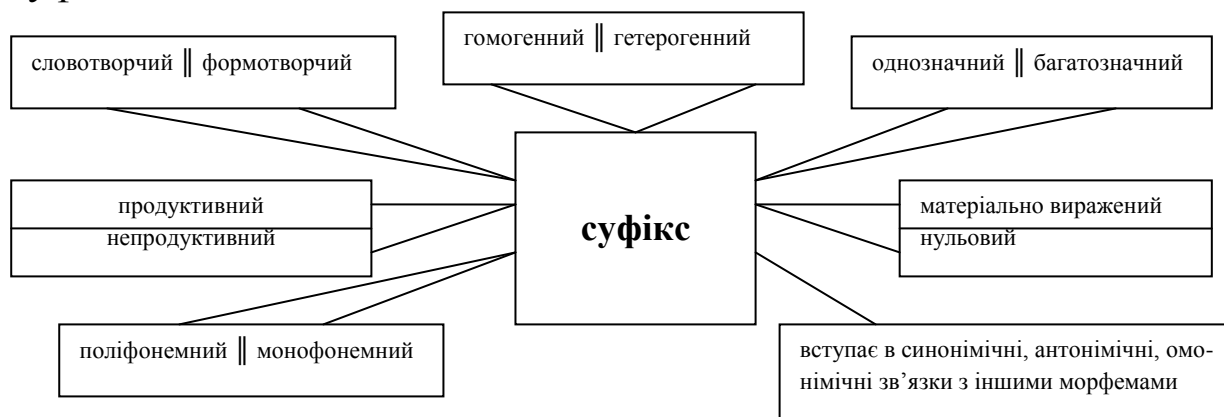 гомогенний ║ гетерогенний
словотворчий ║ формотворчий
однозначний ║ багатозначний
суфікс
продуктивний
непродуктивний
матеріально виражений
нульовий
поліфонемний ║ монофонемний
вступає в синонімічні, антонімічні, омо-
німічні зв’язки з іншими морфемами